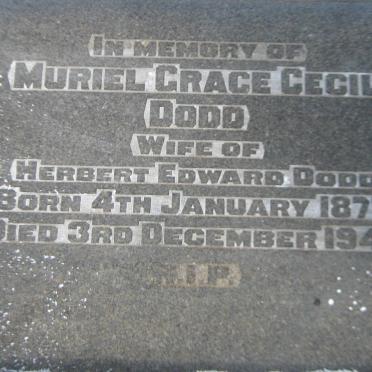 In memory of
Muriel Grace Cecil
Dodd
Wife of
Herbert Edward Dodd
Born 4th January 187
Died 3rd December 194
R.I.P.